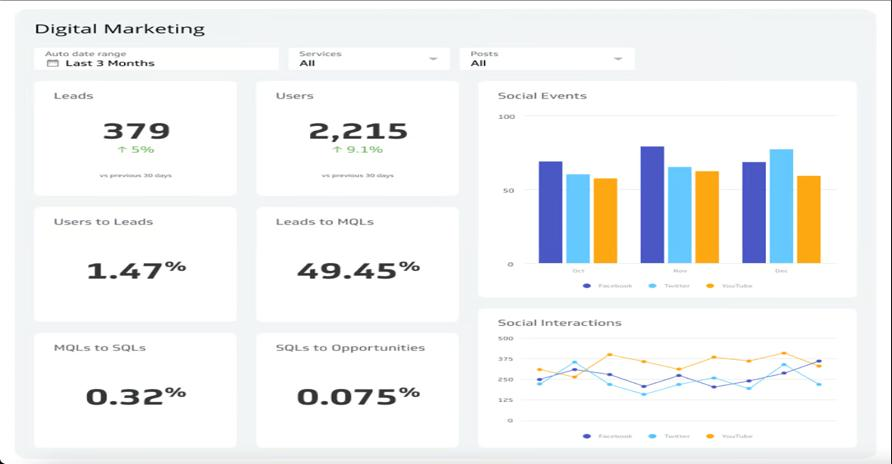 Digital Marketing
Auto date range
Last 3 Months
Services
All
Posts
All
Leads
379
↑ 5%
vs previous 30 days
Users
2,215
↑ 9.1%
vs previous 30 days
Users to Leads
1.47%
Leads to MQLs
49.45%
MQLs to SQLs
0.32%
SQLs to Opportunities
0.075%
Social Events
100
50
0
Oct Nov Dec
Facebook Twitter YouTube
Social Interactions
500
375
250
125
0
Facebook Twitter YouTube